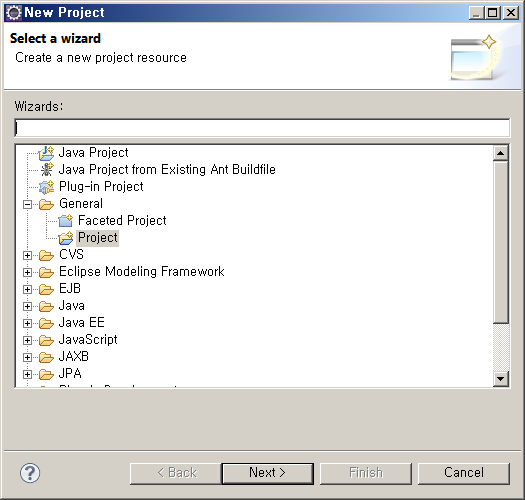 New Project
Select a wizard
Create a new project resource
Wizards:
Java Project
Java Project from Existing Ant Buildfile
Plug-in Project
General
Faceted Project
Project
CVS
Eclipse Modeling Framework
EJB
Java
Java EE
JavaScript
JAXB
JPA
< Back
Next >
Finish
Cancel